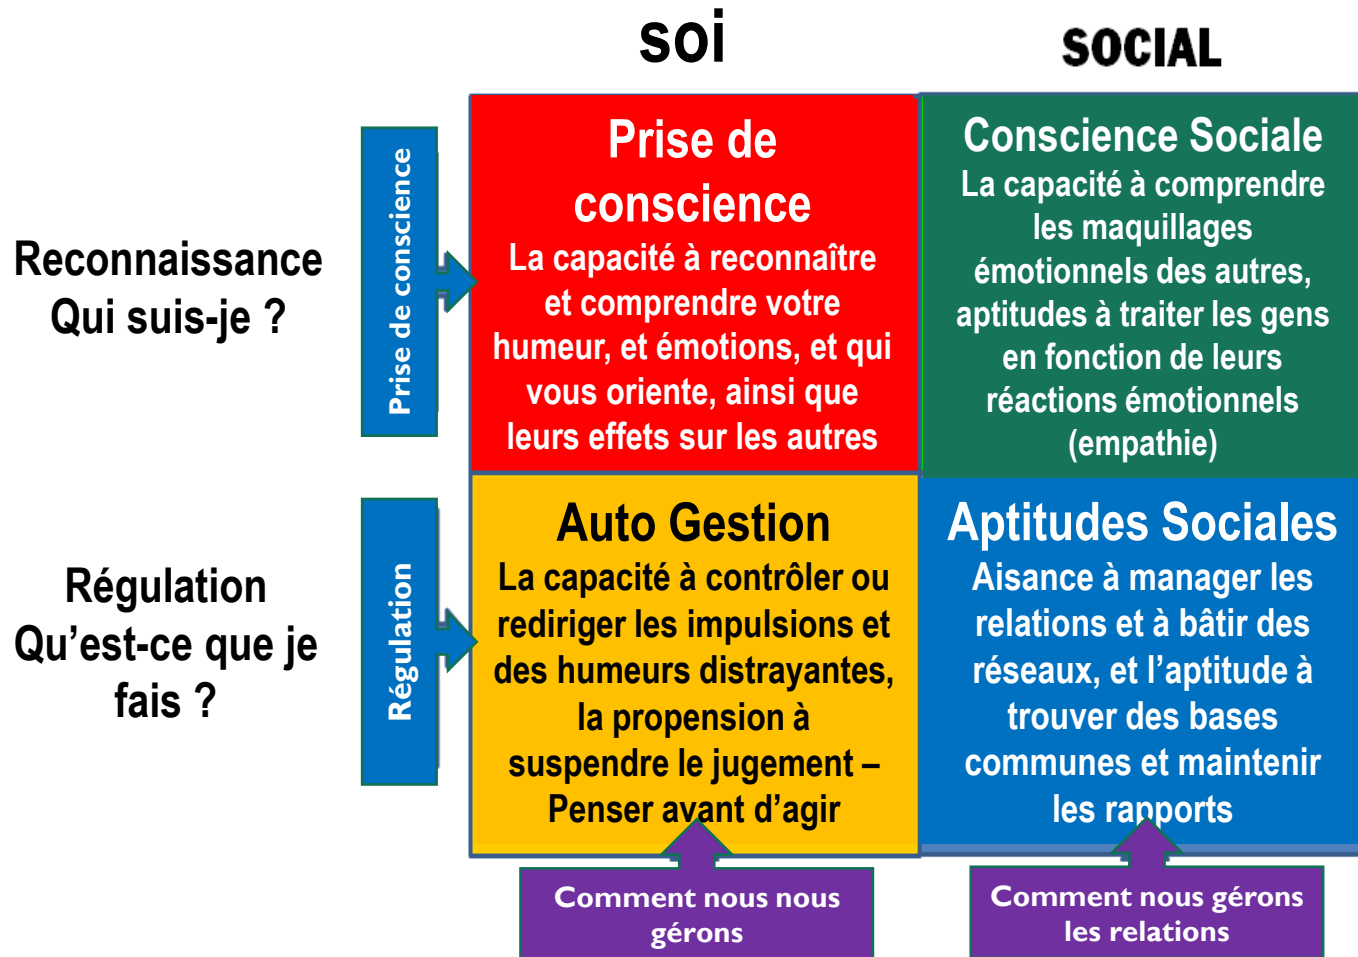 soi
SOCIAL
Reconnaissance
Qui suis-je ?
Prise de conscience
Prise de
conscience
La capacité à reconnaître
et comprendre votre
humeur, et émotions, et qui
vous oriente, ainsi que
leurs effets sur les autres
Conscience Sociale
La capacité à comprendre
les maquillages
émotionnels des autres,
aptitudes à traiter les gens
en fonction de leurs
réactions émotionnels
(empathie)
Régulation
Qu’est-ce que je
fais ?
Régulation
Auto Gestion
La capacité à contrôler ou
rediriger les impulsions et
des humeurs distrayantes,
la propension à
suspendre le jugement –
Penser avant d’agir
Aptitudes Sociales
Aisance à manager les
relations et à bâtir des
réseaux, et l’aptitude à
trouver des bases
communes et maintenir
les rapports
Comment nous nous
gérons
Comment nous gérons
les relations